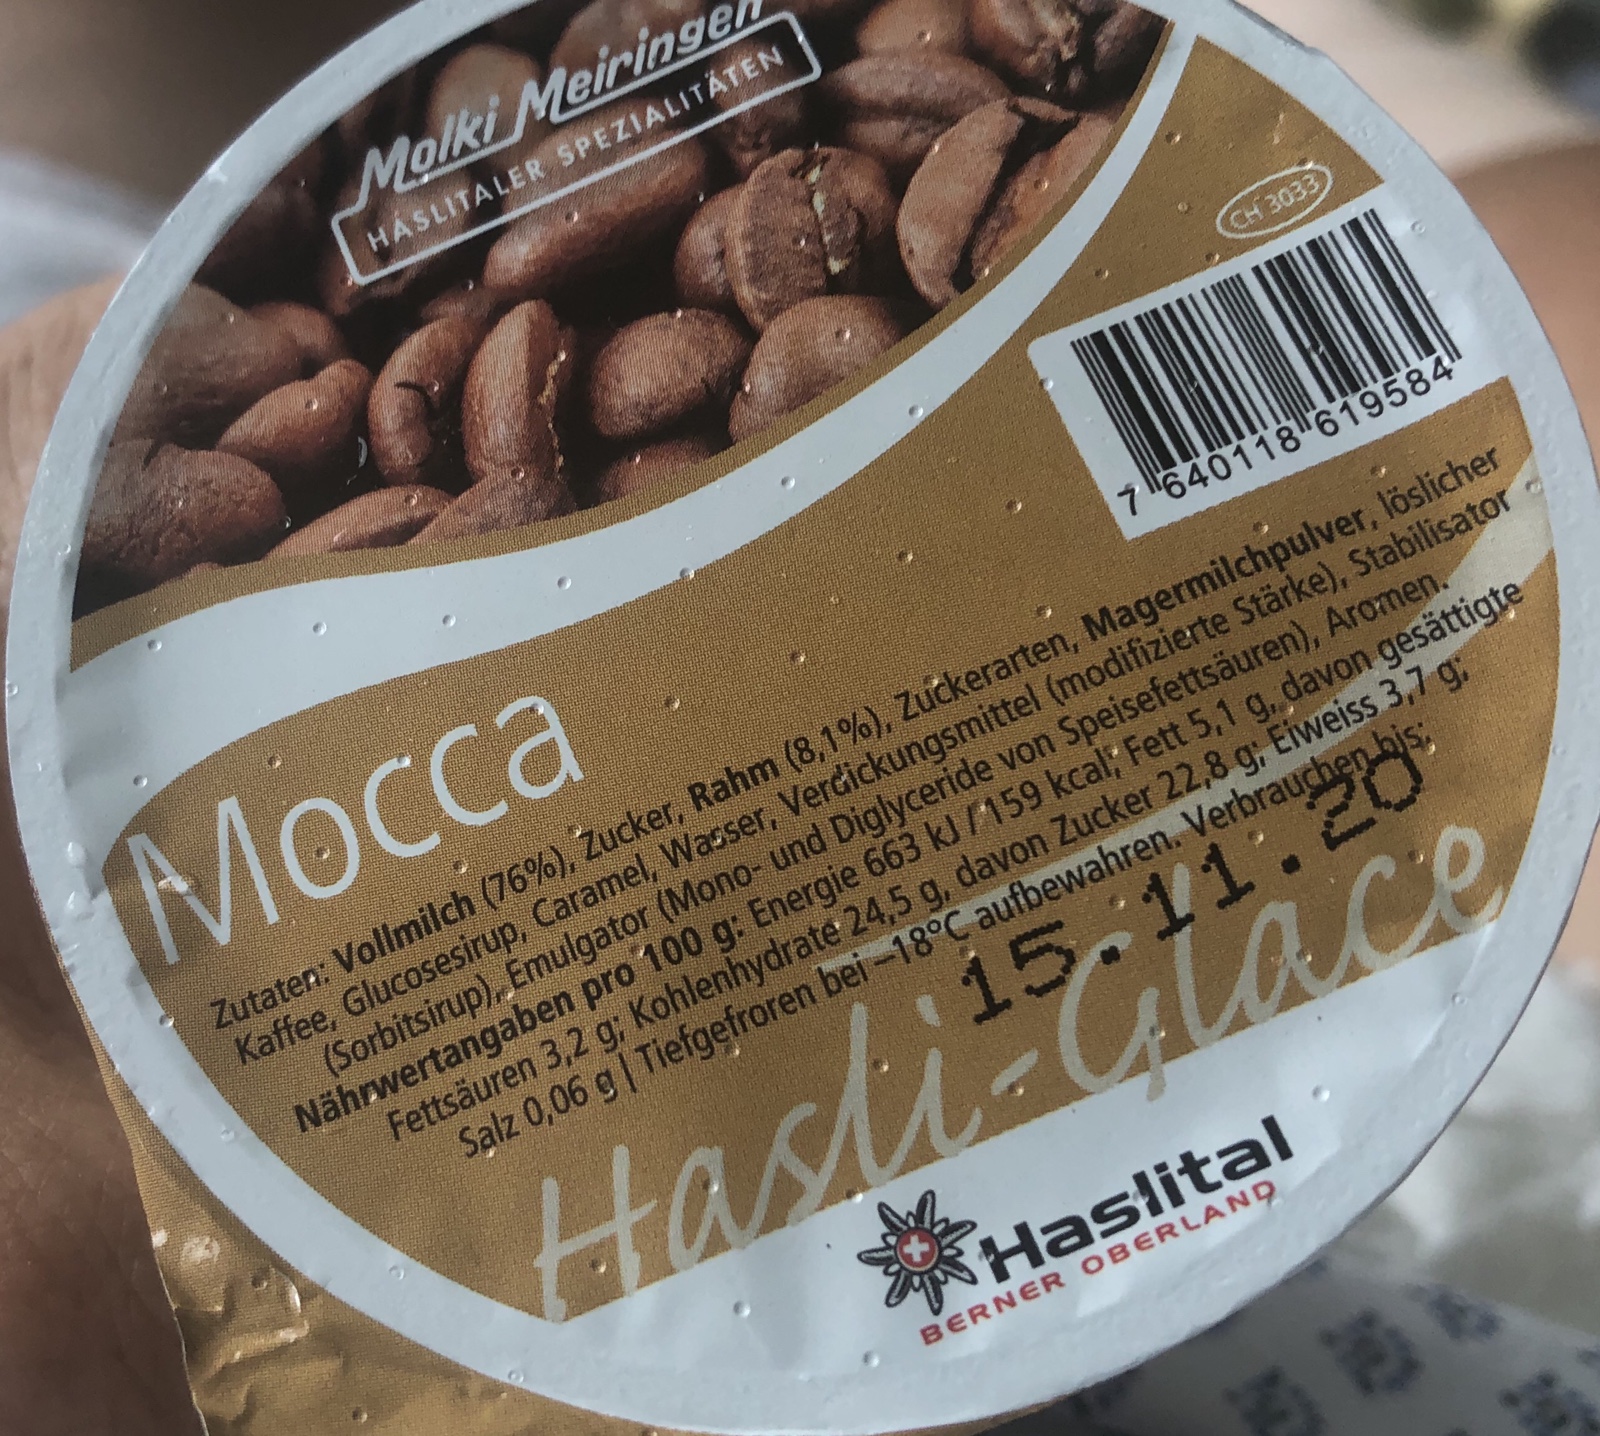 Molki Meiringen
HASLITALER SPEZIALITÄTEN
CH 3033
7 640118 619584
Mocca
Zutaten: Vollmilch (76%), Zucker, Rahm (8,1%), Zuckerarten, Magermilchpulver, löslicher
Kaffee, Glucosesirup, Caramel, Wasser, Verdickungsmittel (modifizierte Stärke), Stabilisator
(Sorbitsirup), Emulgator (Mono- und Diglyceride von Speisefettsäuren), Aromen.
Nährwertangaben pro 100 g: Energie 663 kJ / 159 kcal; Fett 5,1 g, davon gesättigte
Fettsäuren 3,2 g; Kohlenhydrate 24,5 g, davon Zucker 22,8 g; Eiweiss 3,7 g;
Salz 0,06 g | Tiefgefroren bei –18°C aufbewahren. Verbrauchen bis:
15.11.20
Hasli-Glace
Haslital
BERNER OBERLAND